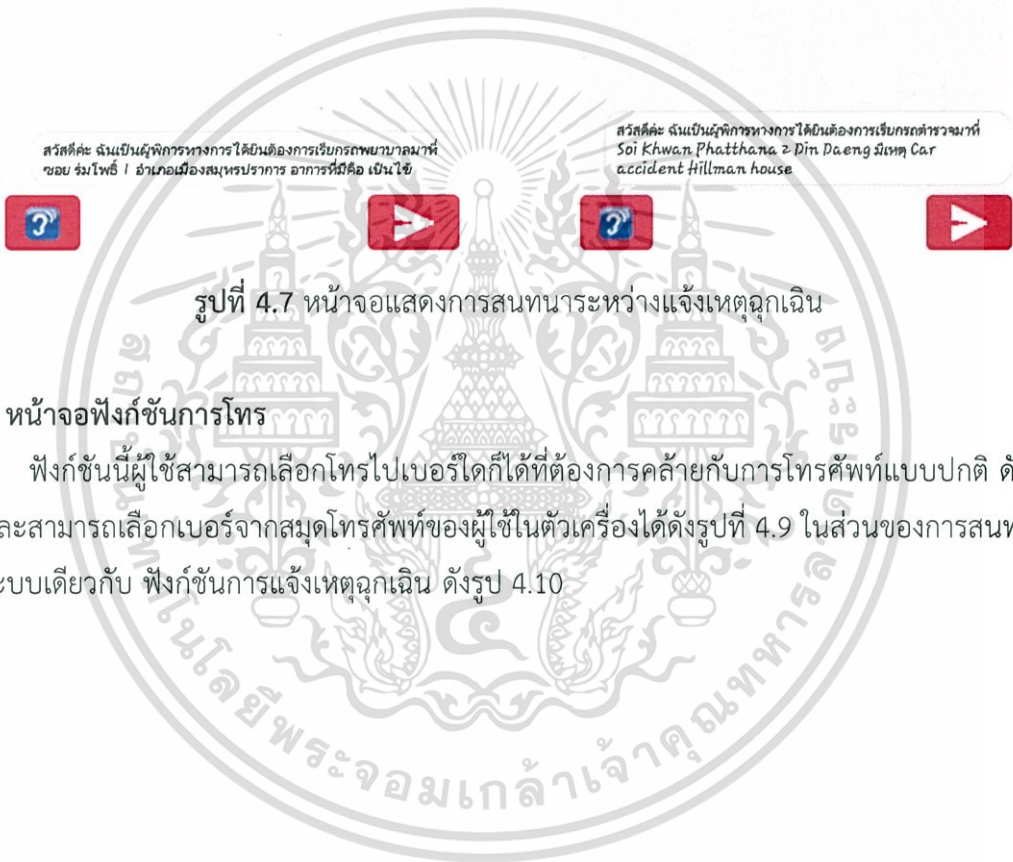 สวัสดีค่ะ ฉันเป็นผู้พิการทางการได้ยินต้องการเรียกรถพยาบาลมาที่
ซอย ร่มโพธิ์ 1 อำเภอเมืองสมุทรปราการ อาการที่มีคือ เป็นไข้
สวัสดีค่ะ ฉันเป็นผู้พิการทางการได้ยินต้องการเรียกรถตำรวจมาที่
Soi Khwan Phatthana 2 Din Daeng มีเหตุ Car
accident Hillman house
รูปที่ 4.7 หน้าจอแสดงการสนทนาระหว่างแจ้งเหตุฉุกเฉิน
หน้าจอฟังก์ชันการโทร
ฟังก์ชันนี้ผู้ใช้สามารถเลือกโทรไปเบอร์ใดก็ได้ที่ต้องการคล้ายกับการโทรศัพท์แบบปกติ ดั
ละสามารถเลือกเบอร์จากสมุดโทรศัพท์ของผู้ใช้ในตัวเครื่องได้ดังรูปที่ 4.9 ในส่วนของการสนท
ะบบเดียวกับ ฟังก์ชันการแจ้งเหตุฉุกเฉิน ดังรูป 4.10